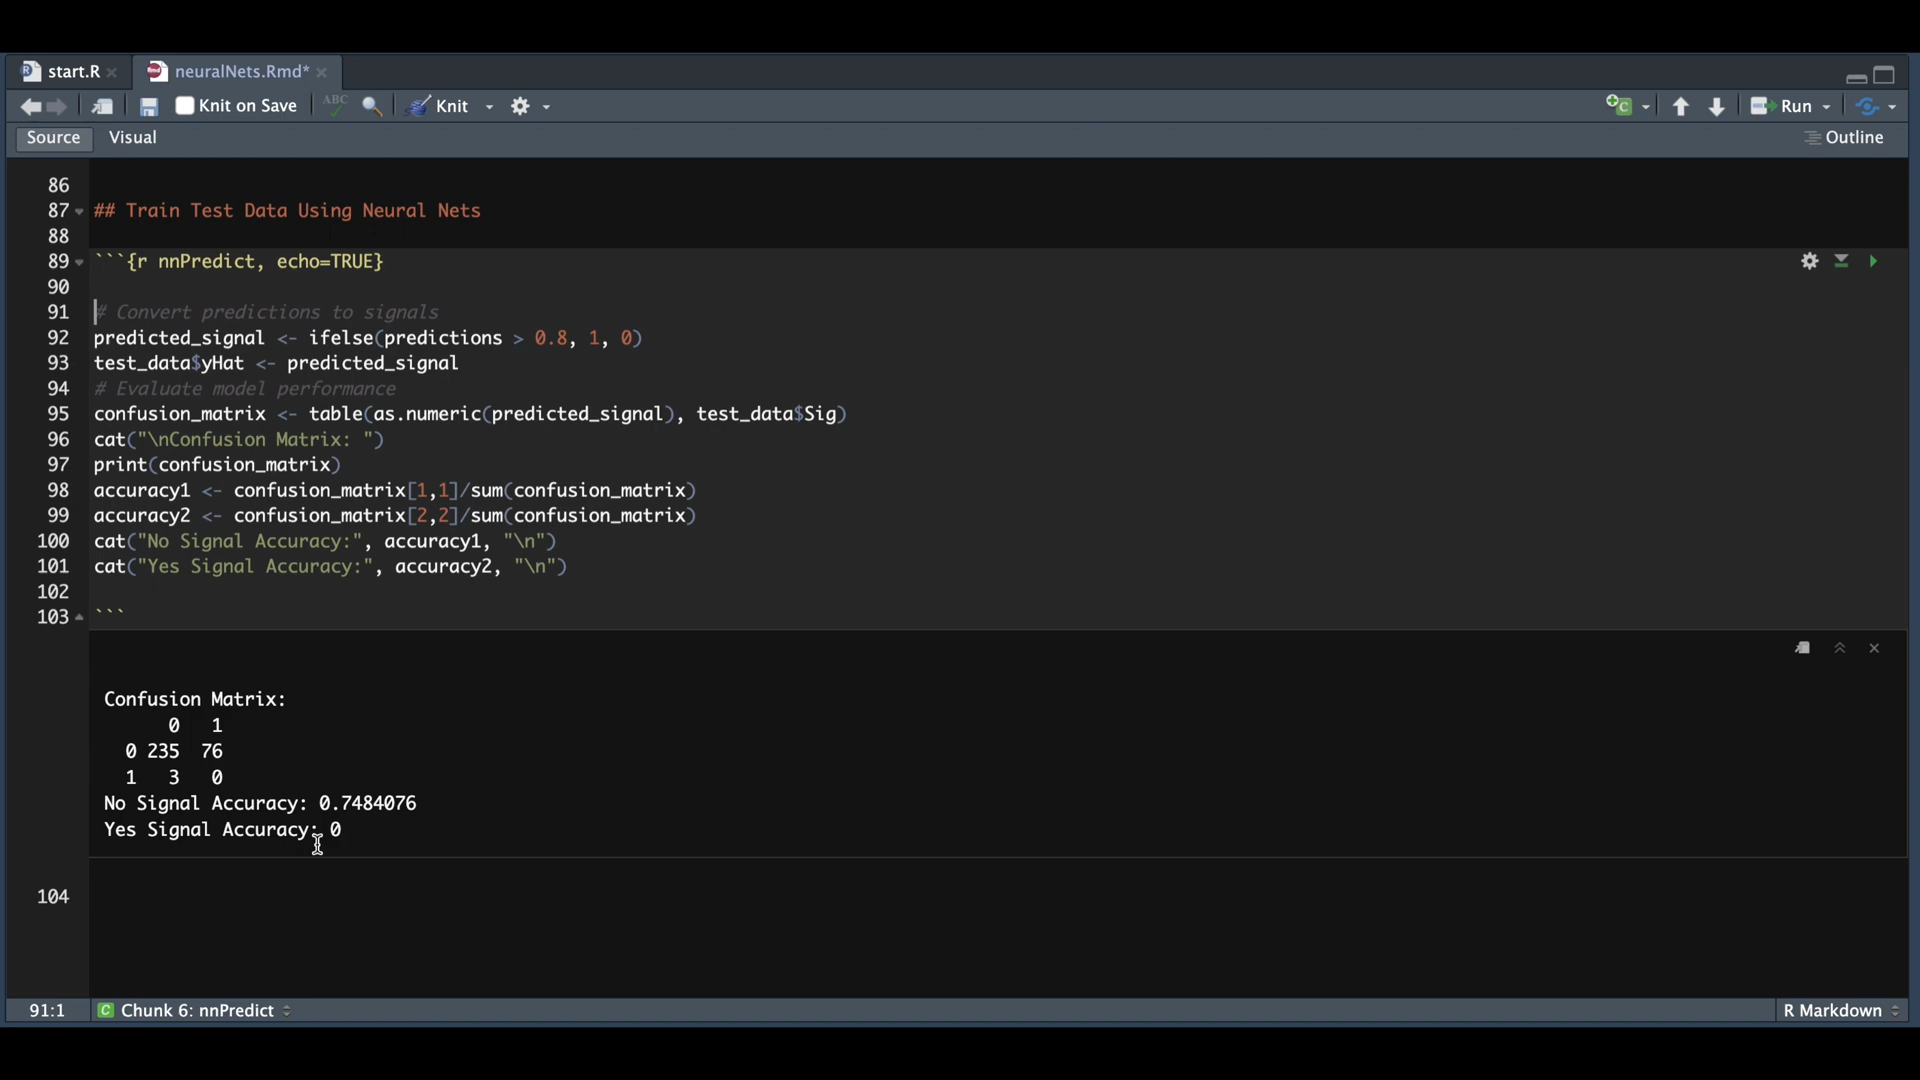 start.R neuralNets.Rmd*
Knit on Save ABC Knit Run
Source Visual Outline
86
87 ## Train Test Data Using Neural Nets
88
89 ```{r nnPredict, echo=TRUE}
90
91 # Convert predictions to signals
92 predicted_signal <- ifelse(predictions > 0.8, 1, 0)
93 test_data$yHat <- predicted_signal
94 # Evaluate model performance
95 confusion_matrix <- table(as.numeric(predicted_signal), test_data$Sig)
96 cat("\nConfusion Matrix: ")
97 print(confusion_matrix)
98 accuracy1 <- confusion_matrix[1,1]/sum(confusion_matrix)
99 accuracy2 <- confusion_matrix[2,2]/sum(confusion_matrix)
100 cat("No Signal Accuracy:", accuracy1, "\n")
101 cat("Yes Signal Accuracy:", accuracy2, "\n")
102
103 ```
Confusion Matrix:
0 1
0 235 76
1 3 0
No Signal Accuracy: 0.7484076
Yes Signal Accuracy: 0
104
91:1 C Chunk 6: nnPredict R Markdown